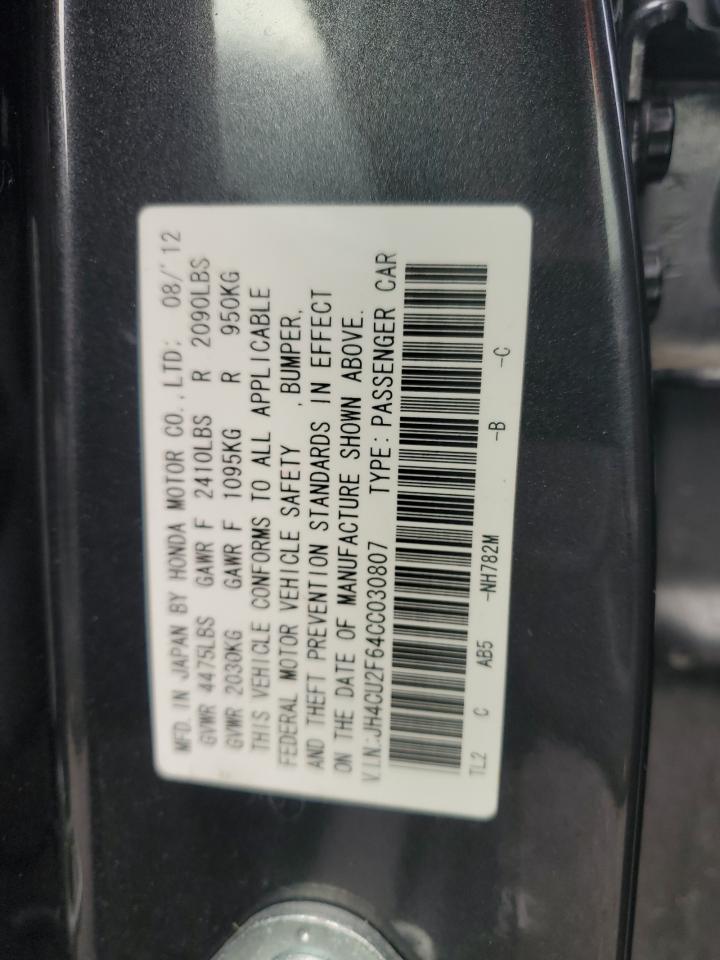 MFD. IN JAPAN BY HONDA MOTOR CO., LTD: 08/'12
GVWR 4475LBS GAWR F 2410LBS R 2090LBS
GVWR 2030KG GAWR F 1095KG R 950KG
THIS VEHICLE CONFORMS TO ALL APPLICABLE
FEDERAL MOTOR VEHICLE SAFETY , BUMPER,
AND THEFT PREVENTION STANDARDS IN EFFECT
ON THE DATE OF MANUFACTURE SHOWN ABOVE.
V.I.N:JH4CU2F64CC030807 TYPE: PASSENGER CAR
TL2 C AB5 -NH782M -B -C